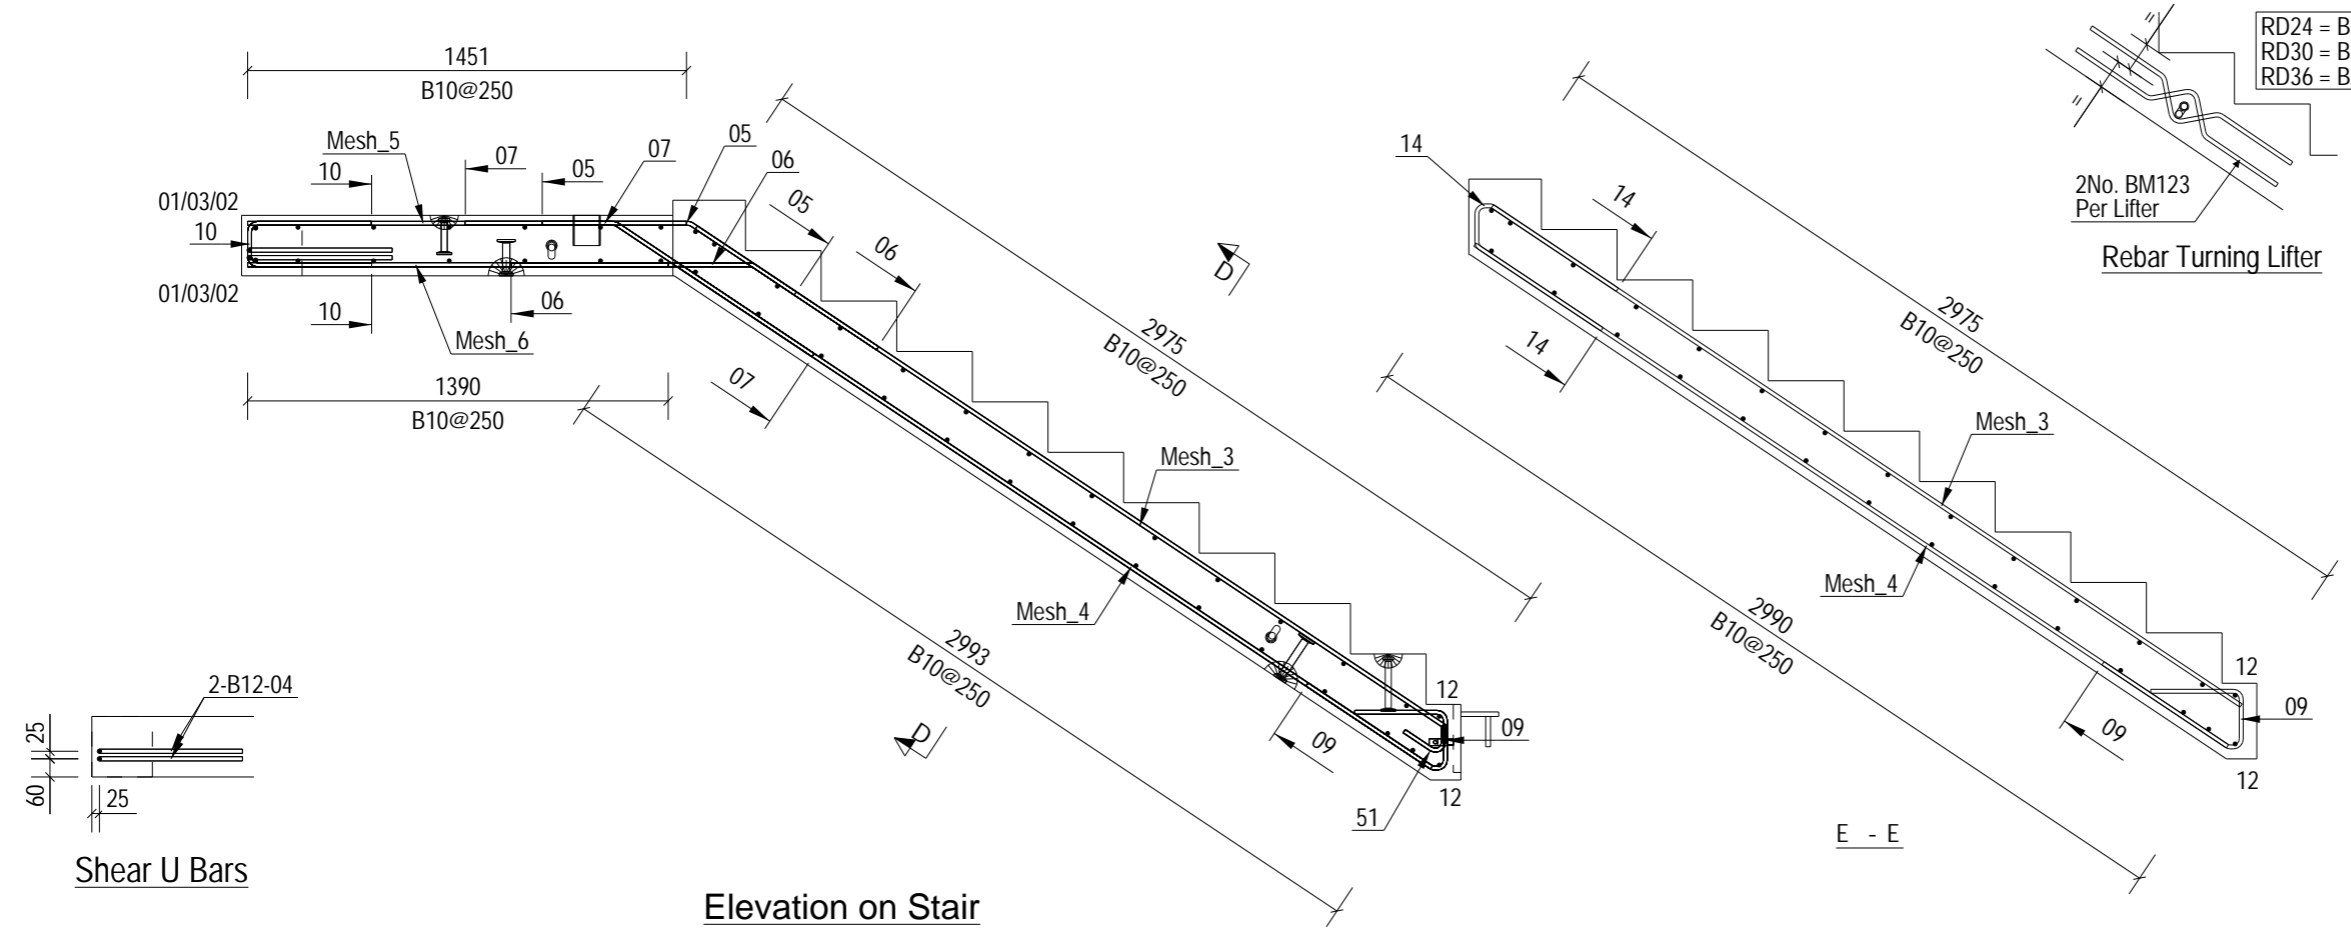 1451
B10@250
Mesh_5
07
05
07
05
06
10
01/03/02
10
01/03/02
10
06
Mesh_6
1390
B10@250
05
06
07
2975
B10@250
Mesh_3
Mesh_4
2993
B10@250
12
09
09
12
51
D
D
Elevation on Stair
2-B12-04
25
60
25
Shear U Bars
14
14
14
2975
B10@250
Mesh_3
Mesh_4
2990
B10@250
12
09
09
12
E - E
=
=
RD24 = B
RD30 = B
RD36 = B
2No. BM123
Per Lifter
Rebar Turning Lifter